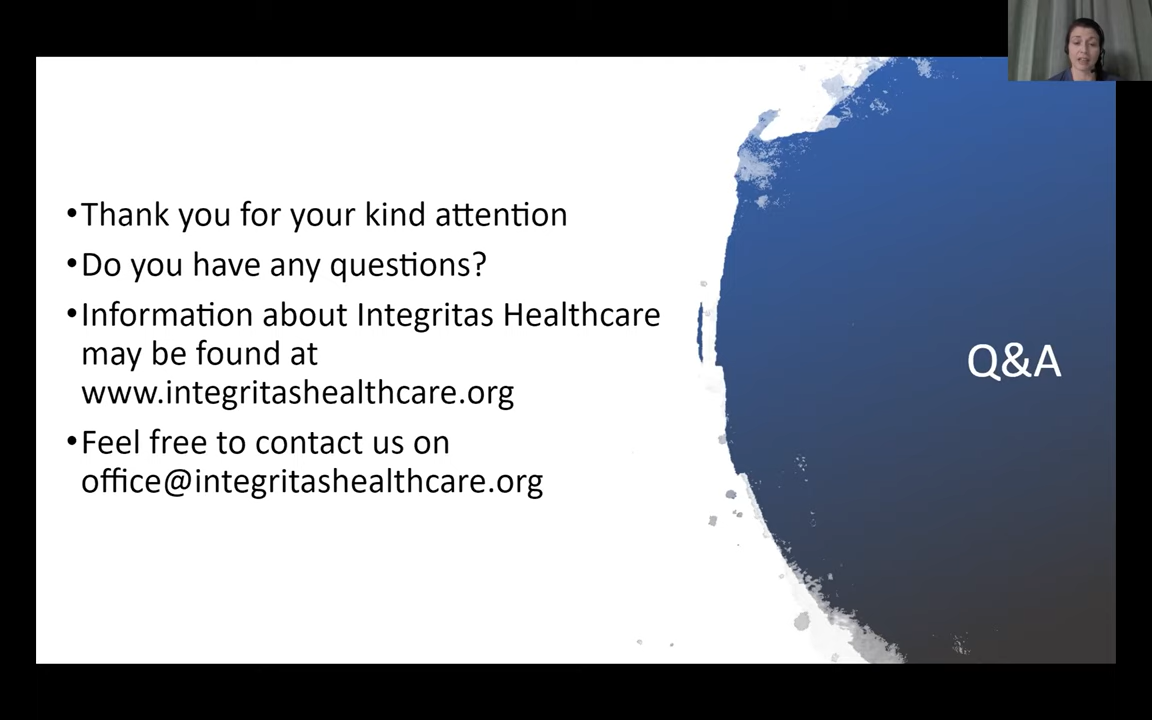 •Thank you for your kind attention
•Do you have any questions?
•Information about Integritas Healthcare
may be found at
www.integritashealthcare.org
•Feel free to contact us on
office@integritashealthcare.org
Q&A